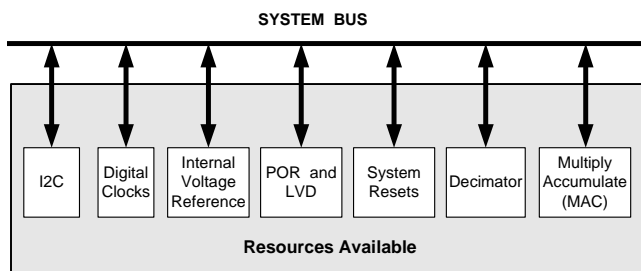 SYSTEM BUS
I2C
Digital
Clocks
Internal
Voltage
Reference
POR and
LVD
System
Resets
Decimator
Multiply
Accumulate
(MAC)
Resources Available